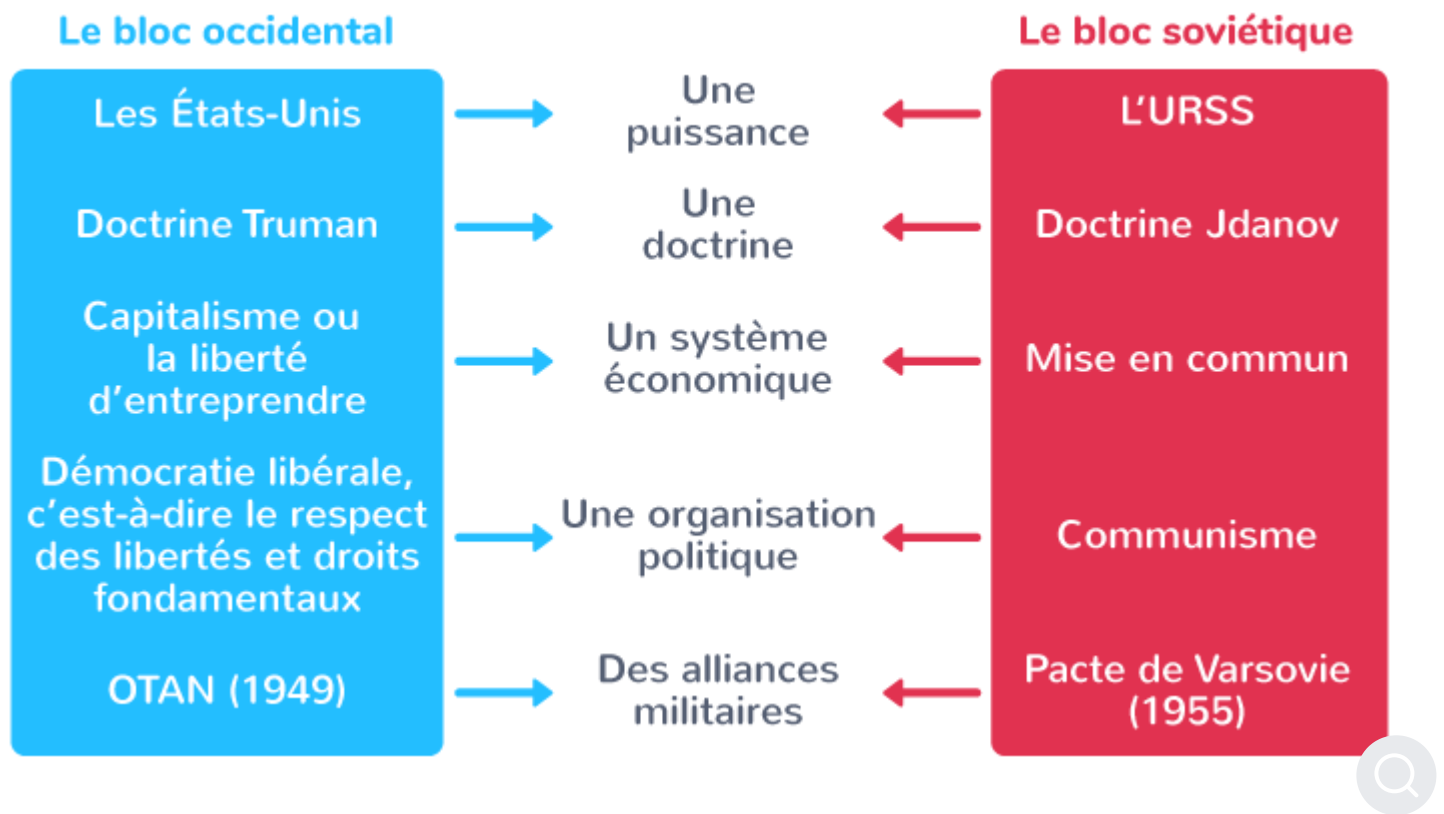 Le bloc occidental
Le bloc soviétique
Les États-Unis
Une
puissance
L’URSS
Doctrine Truman
Une
doctrine
Doctrine Jdanov
Capitalisme ou
la liberté
d’entreprendre
Un système
économique
Mise en commun
Démocratie libérale,
c’est-à-dire le respect
des libertés et droits
fondamentaux
Une organisation
politique
Communisme
OTAN (1949)
Des alliances
militaires
Pacte de Varsovie
(1955)